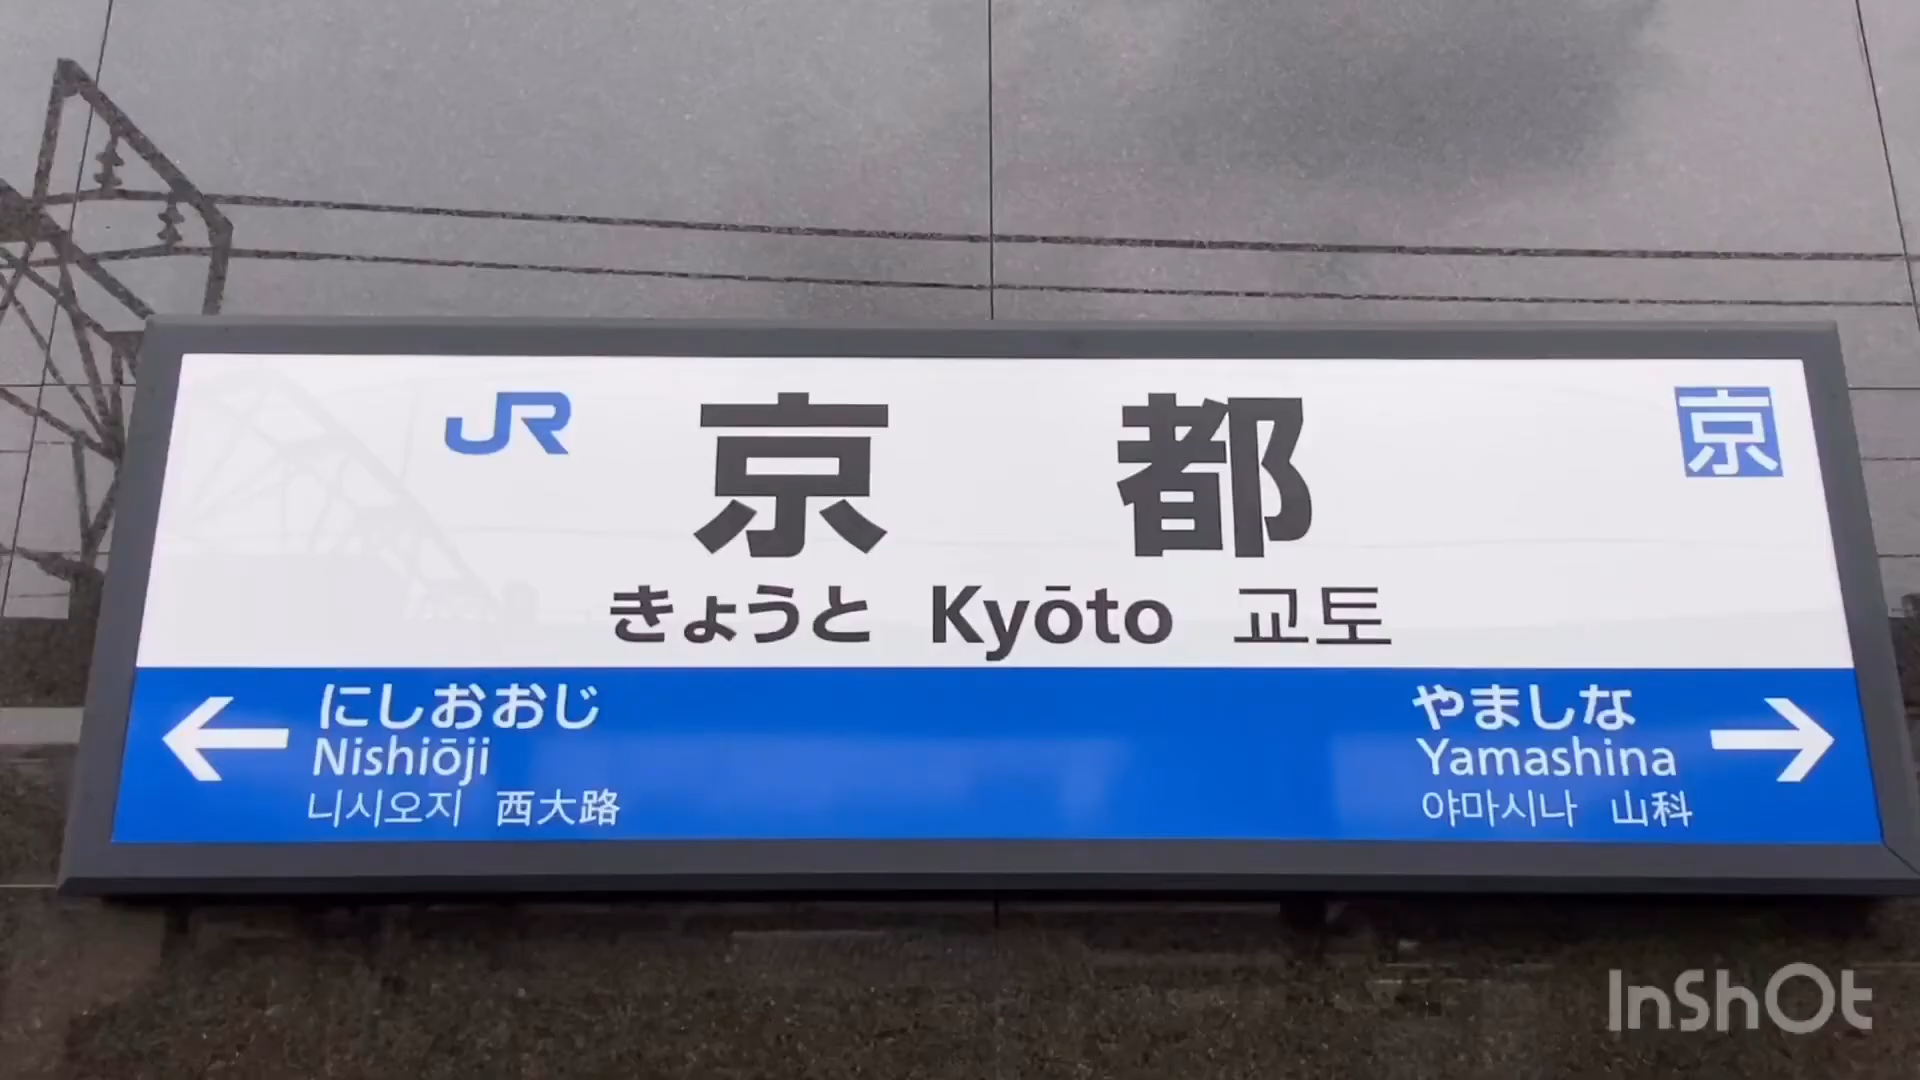 JR 京都 京
きょうと Kyōto 교토
← にしおおじ やましな →
Nishiōji Yamashina
니시오지 西大路 야마시나 山科
InShOt